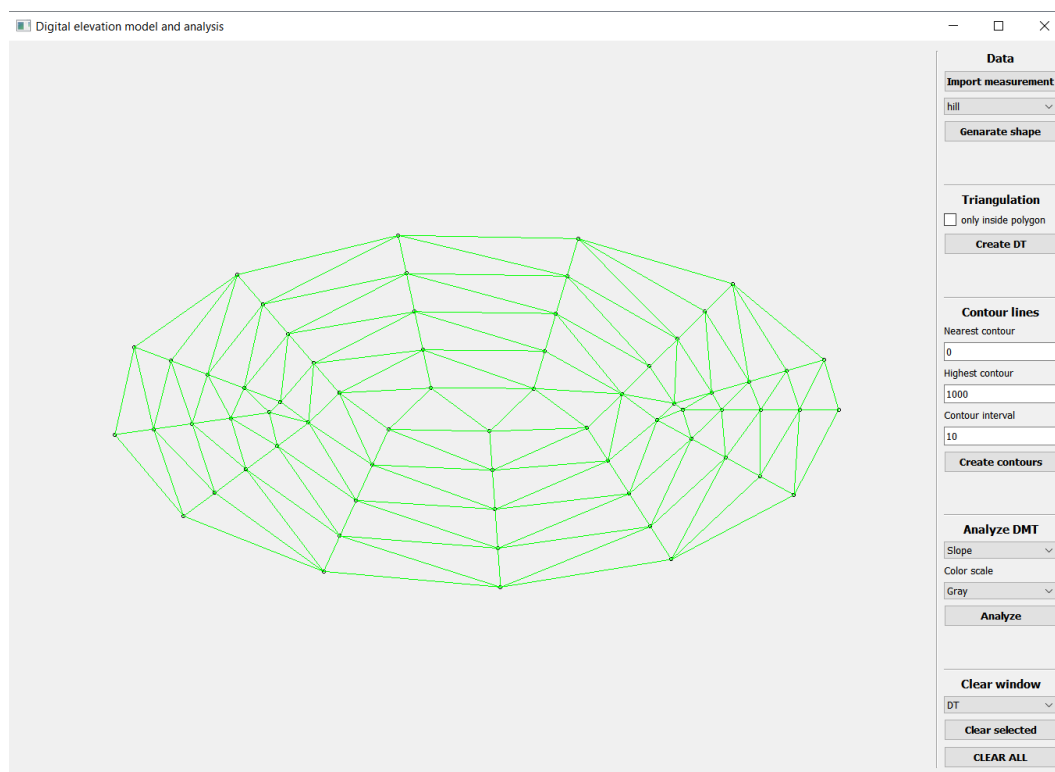 Digital elevation model and analysis
Data
Import measurement
hill
Genarate shape
Triangulation
only inside polygon
Create DT
Contour lines
Nearest contour
0
Highest contour
1000
Contour interval
10
Create contours
Analyze DMT
Slope
Color scale
Gray
Analyze
Clear window
DT
Clear selected
CLEAR ALL